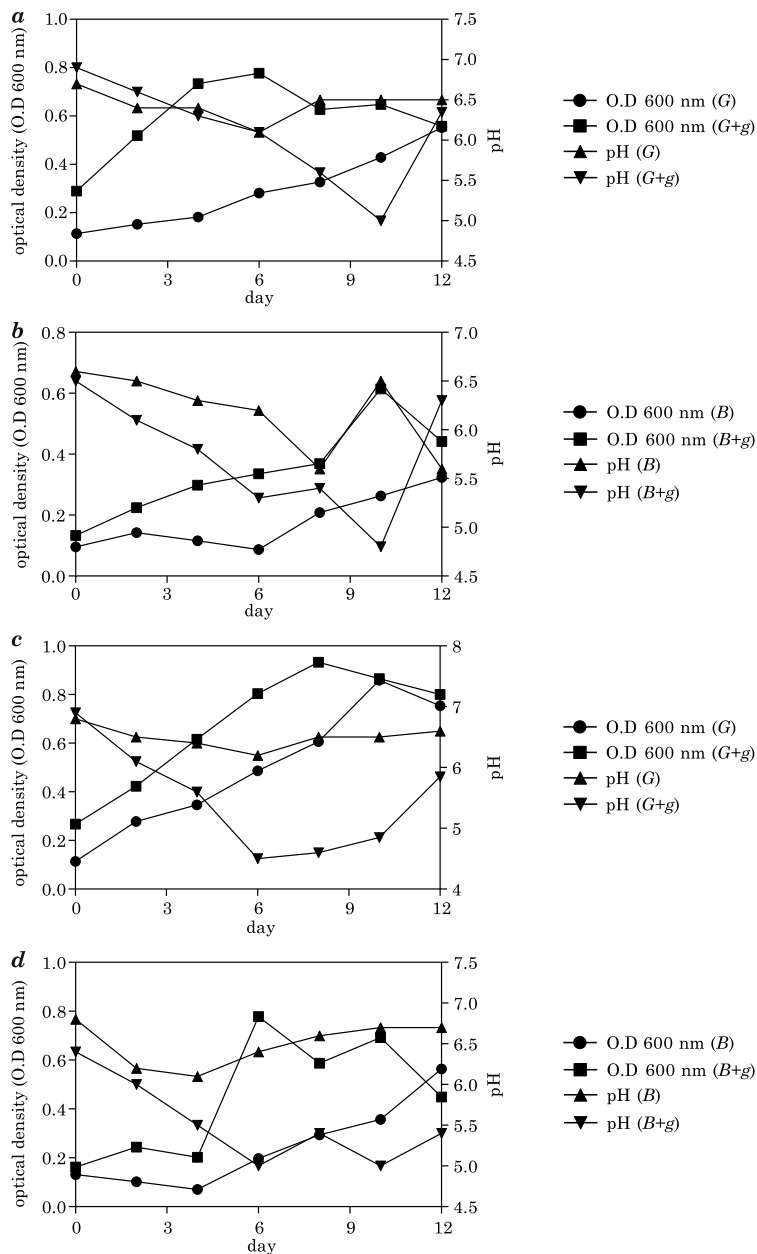 a
optical density (O.D 600 nm)
1.0
0.8
0.6
0.4
0.2
0.0
0
3
6
9
12
day
7.5
7.0
6.5
6.0
5.5
5.0
4.5
pH
O.D 600 nm (G)
O.D 600 nm (G+g)
pH (G)
pH (G+g)
b
optical density (O.D 600 nm)
0.8
0.6
0.4
0.2
0.0
0
3
6
9
12
day
7.0
6.5
6.0
5.5
5.0
4.5
pH
O.D 600 nm (B)
O.D 600 nm (B+g)
pH (B)
pH (B+g)
c
optical density (O.D 600 nm)
1.0
0.8
0.6
0.4
0.2
0.0
0
3
6
9
12
day
8
7
6
5
4
pH
O.D 600 nm (G)
O.D 600 nm (G+g)
pH (G)
pH (G+g)
d
optical density (O.D 600 nm)
1.0
0.8
0.6
0.4
0.2
0.0
0
3
6
9
12
day
7.5
7.0
6.5
6.0
5.5
5.0
4.5
pH
O.D 600 nm (B)
O.D 600 nm (B+g)
pH (B)
pH (B+g)